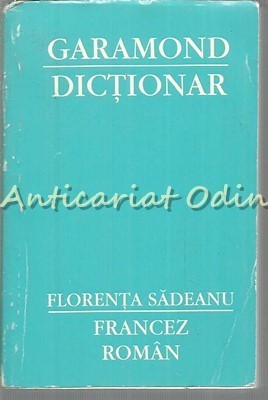 GARAMOND
DICȚIONAR
Anticariat Odin
FLORENȚA SĂDEANU
FRANCEZ
ROMÂN